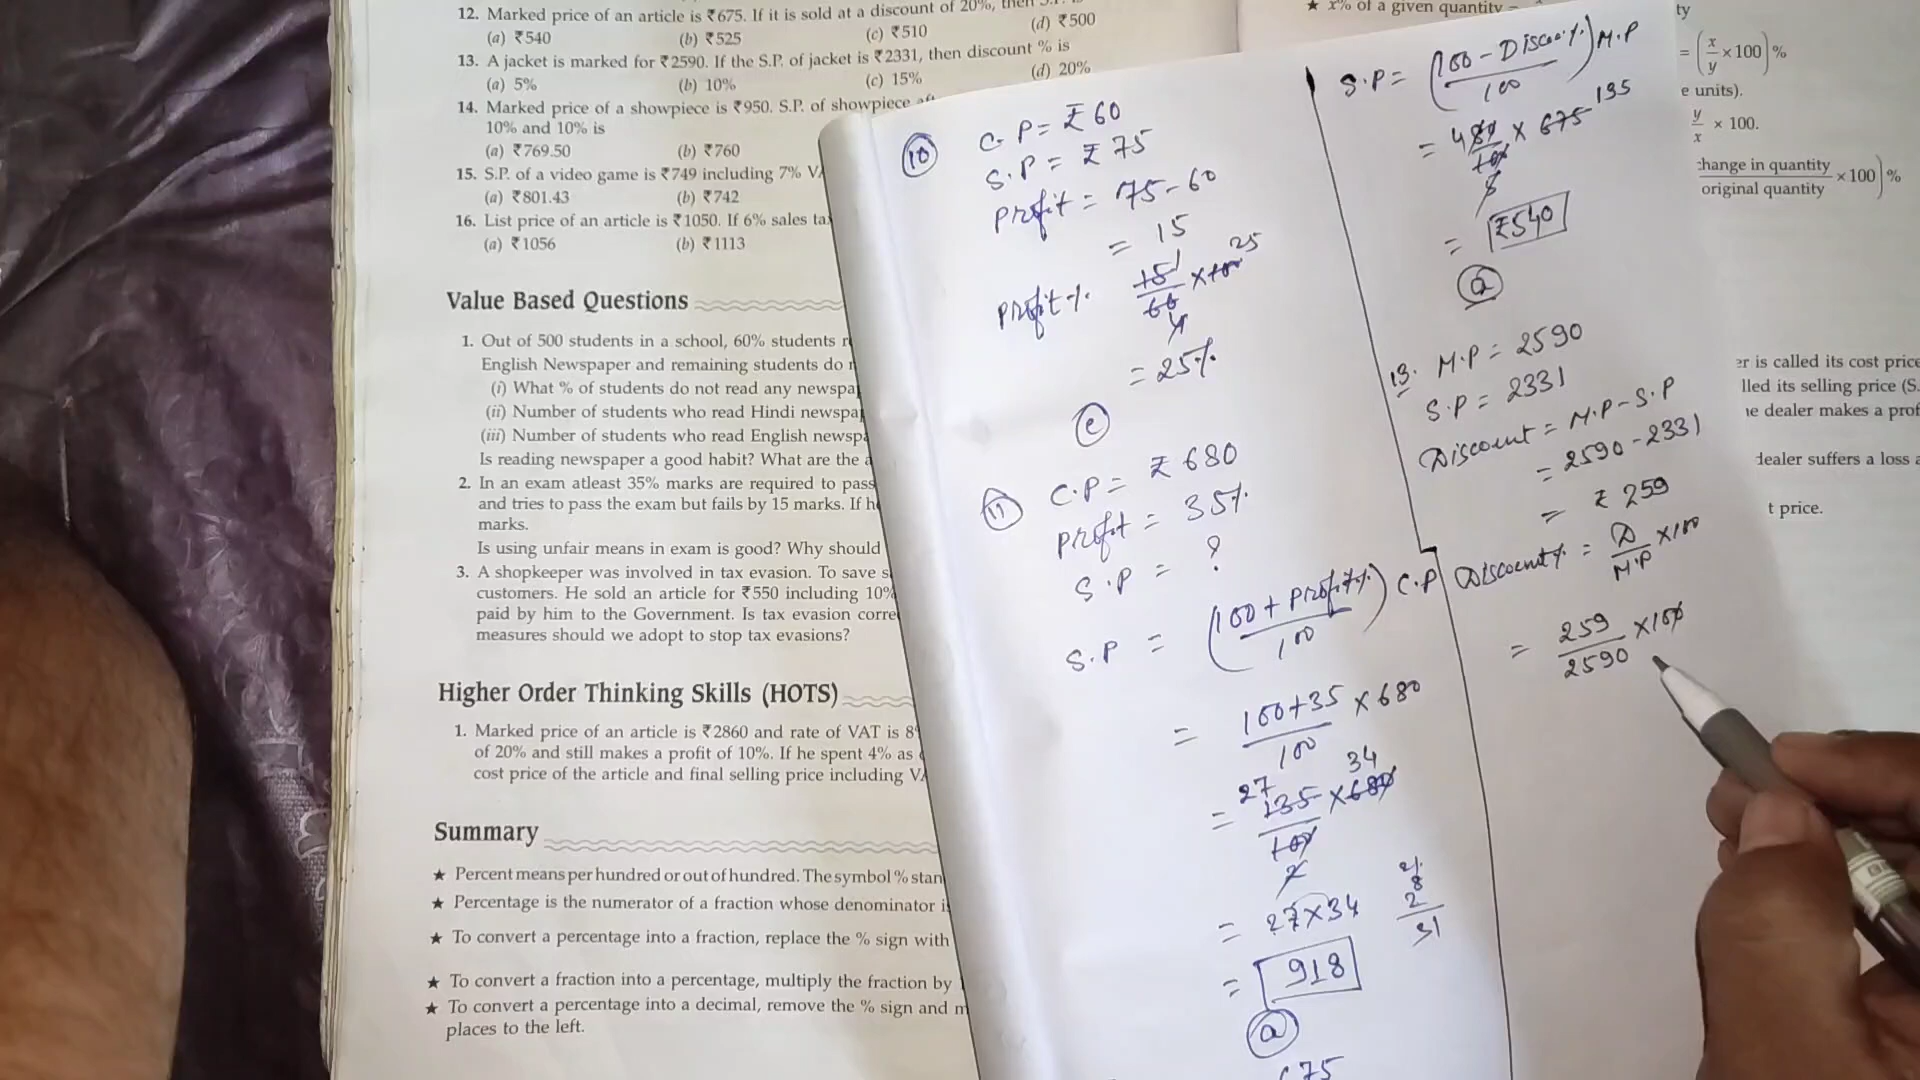 12. Marked price of an article is ₹675. If it is sold at a discount of 20%, then S.P. is
(a) ₹540 (b) ₹525 (c) ₹510 (d) ₹500
13. A jacket is marked for ₹2590. If the S.P. of jacket is ₹2331, then discount % is
(a) 5% (b) 10% (c) 15% (d) 20%
14. Marked price of a showpiece is ₹950. S.P. of showpiece
10% and 10% is
(a) ₹769.50 (b) ₹760
15. S.P. of a video game is ₹749 including 7%
(a) ₹801.43 (b) ₹742
16. List price of an article is ₹1050. If 6% sales
(a) ₹1056 (b) ₹1113
Value Based Questions
1. Out of 500 students in a school, 60% students
English Newspaper and remaining students do
(i) What % of students do not read any
(ii) Number of students who read Hindi
(iii) Number of students who read English
Is reading newspaper a good habit? What are the
2. In an exam atleast 35% marks are required to pass
and tries to pass the exam but fails by 15 marks. If
marks.
Is using unfair means in exam is good? Why should
3. A shopkeeper was involved in tax evasion. To save
customers. He sold an article for ₹550 including 10%
paid by him to the Government. Is tax evasion
measures should we adopt to stop tax evasions?
Higher Order Thinking Skills (HOTS)
1. Marked price of an article is ₹2860 and rate of VAT is
of 20% and still makes a profit of 10%. If he spent 4% as
cost price of the article and final selling price including
Summary
★ Percent means per hundred or out of hundred. The symbol %
★ Percentage is the numerator of a fraction whose denominator
★ To convert a percentage into a fraction, replace the % sign with
★ To convert a fraction into a percentage, multiply the fraction by
★ To convert a percentage into a decimal, remove the % sign and
places to the left.
10 C.P = ₹60
S.P = ₹75
Profit = 75-60
= 15
Profit% 15/60 × 100 25
4
= 25%
c
11 C.P = ₹680
Profit = 35%
S.P = ?
S.P = (100 + Profit%/100) C.P
= 100+35/100 × 680
27 34
= 135/100 × 680
2
= 27×34
= 918
a
S.P = (100 - Discount%/100) M.P
= 4 80/100 × 675 135
5
= ₹540
a
13. M.P = 2590
S.P = 2331
Discount = M.P-S.P
= 2590-2331
= ₹259
Discount% = D/M.P ×100
= 259/2590 ×100
★ x% of a given quantity
= (x/y ×100)%
e units).
y/x × 100.
change in quantity/original quantity ×100)%
er is called its cost price
lled its selling price (S.
e dealer makes a prof
dealer suffers a loss
t price.